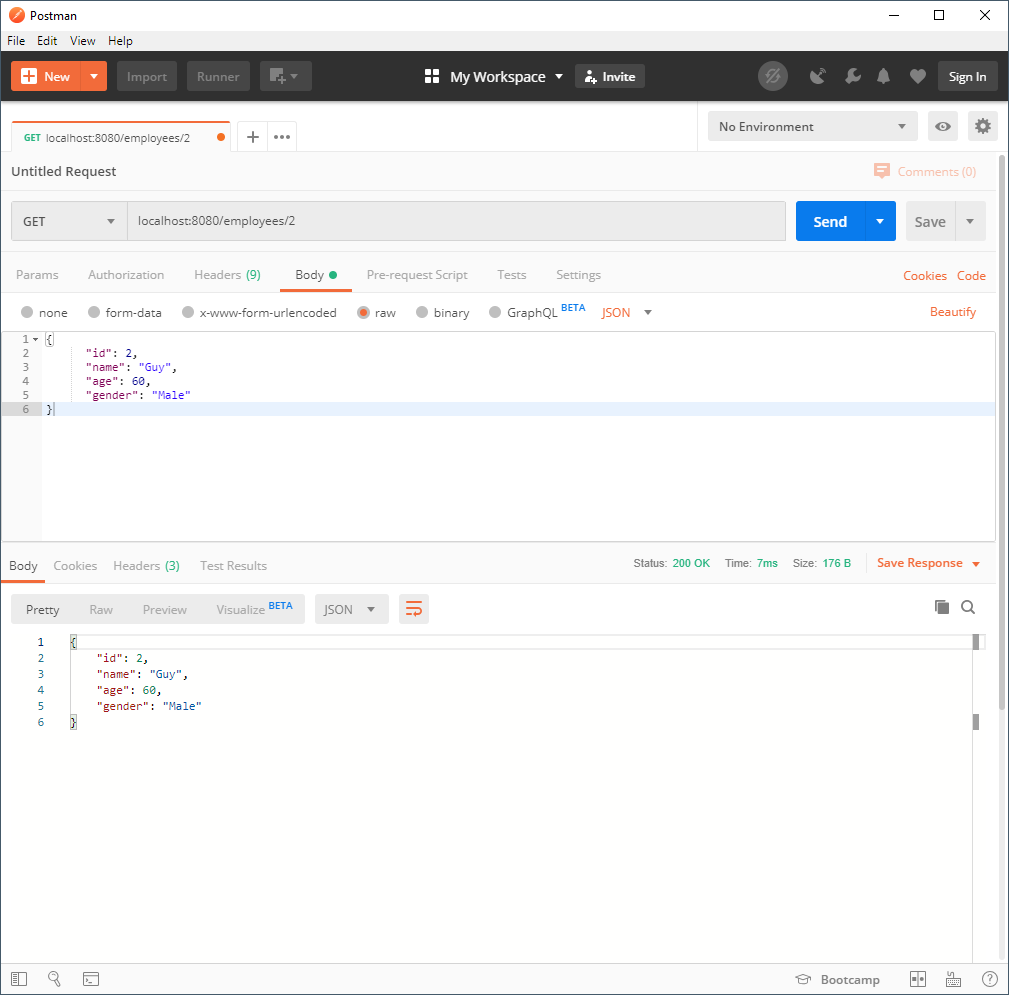 Postman
File Edit View Help
New Import Runner My Workspace Invite Sign In
GET localhost:8080/employees/2 + ••• No Environment
Untitled Request Comments (0)
GET localhost:8080/employees/2 Send Save
Params Authorization Headers (9) Body Pre-request Script Tests Settings Cookies Code
none form-data x-www-form-urlencoded raw binary GraphQL BETA JSON Beautify
1 {
2 "id": 2,
3 "name": "Guy",
4 "age": 60,
5 "gender": "Male"
6 }
Body Cookies Headers (3) Test Results Status: 200 OK Time: 7ms Size: 176 B Save Response
Pretty Raw Preview Visualize BETA JSON
1 {
2 "id": 2,
3 "name": "Guy",
4 "age": 60,
5 "gender": "Male"
6 }
Bootcamp